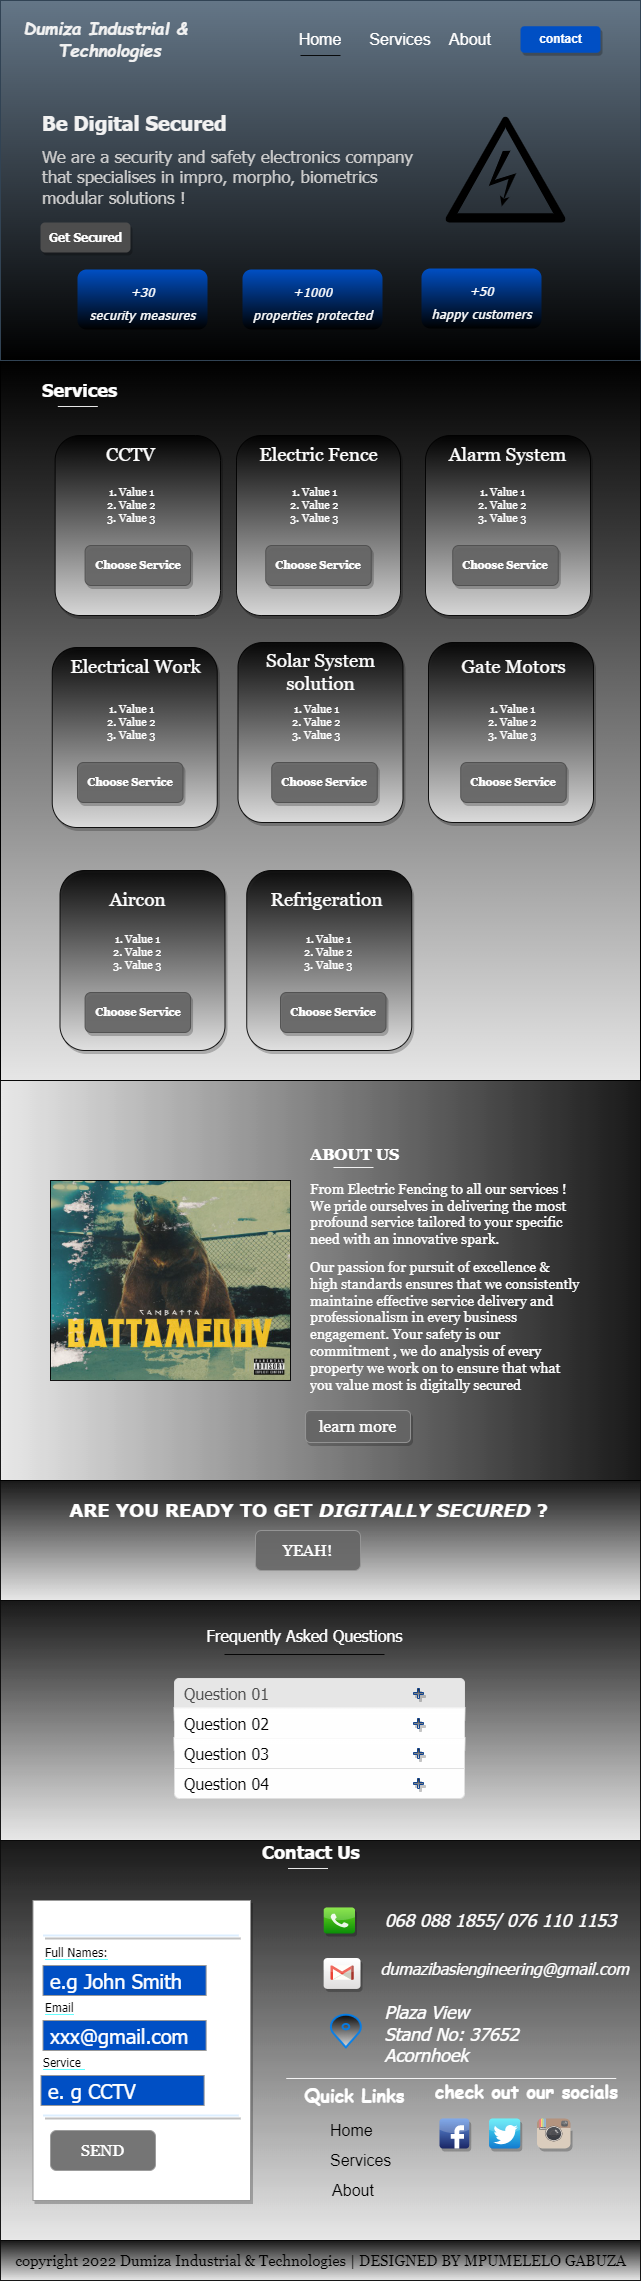 Dumiza Industrial &
Technologies
Home
Services
About
contact
Be Digital Secured
We are a security and safety electronics company
that specialises in impro, morpho, biometrics
modular solutions !
Get Secured
+30
security measures
+1000
properties protected
+50
happy customers
Services
CCTV
1. Value 1
2. Value 2
3. Value 3
Choose Service
Electric Fence
1. Value 1
2. Value 2
3. Value 3
Choose Service
Alarm System
1. Value 1
2. Value 2
3. Value 3
Choose Service
Electrical Work
1. Value 1
2. Value 2
3. Value 3
Choose Service
Solar System
solution
1. Value 1
2. Value 2
3. Value 3
Choose Service
Gate Motors
1. Value 1
2. Value 2
3. Value 3
Choose Service
Aircon
1. Value 1
2. Value 2
3. Value 3
Choose Service
Refrigeration
1. Value 1
2. Value 2
3. Value 3
Choose Service
ZAMBATTA
BATTAMEDOV
PARENTAL
ADVISORY
EXPLICIT CONTENT
ABOUT US
From Electric Fencing to all our services !
We pride ourselves in delivering the most
profound service tailored to your specific
need with an innovative spark.
Our passion for pursuit of excellence &
high standards ensures that we consistently
maintaine effective service delivery and
professionalism in every business
engagement. Your safety is our
commitment , we do analysis of every
property we work on to ensure that what
you value most is digitally secured
learn more
ARE YOU READY TO GET DIGITALLY SECURED ?
YEAH!
Frequently Asked Questions
Question 01
Question 02
Question 03
Question 04
Contact Us
Full Names:
e.g John Smith
Email
xxx@gmail.com
Service
e. g CCTV
SEND
068 088 1855/ 076 110 1153
dumazibasiengineering@gmail.com
Plaza View
Stand No: 37652
Acornhoek
Quick Links
Home
Services
About
check out our socials
copyright 2022 Dumiza Industrial & Technologies | DESIGNED BY MPUMELELO GABUZA